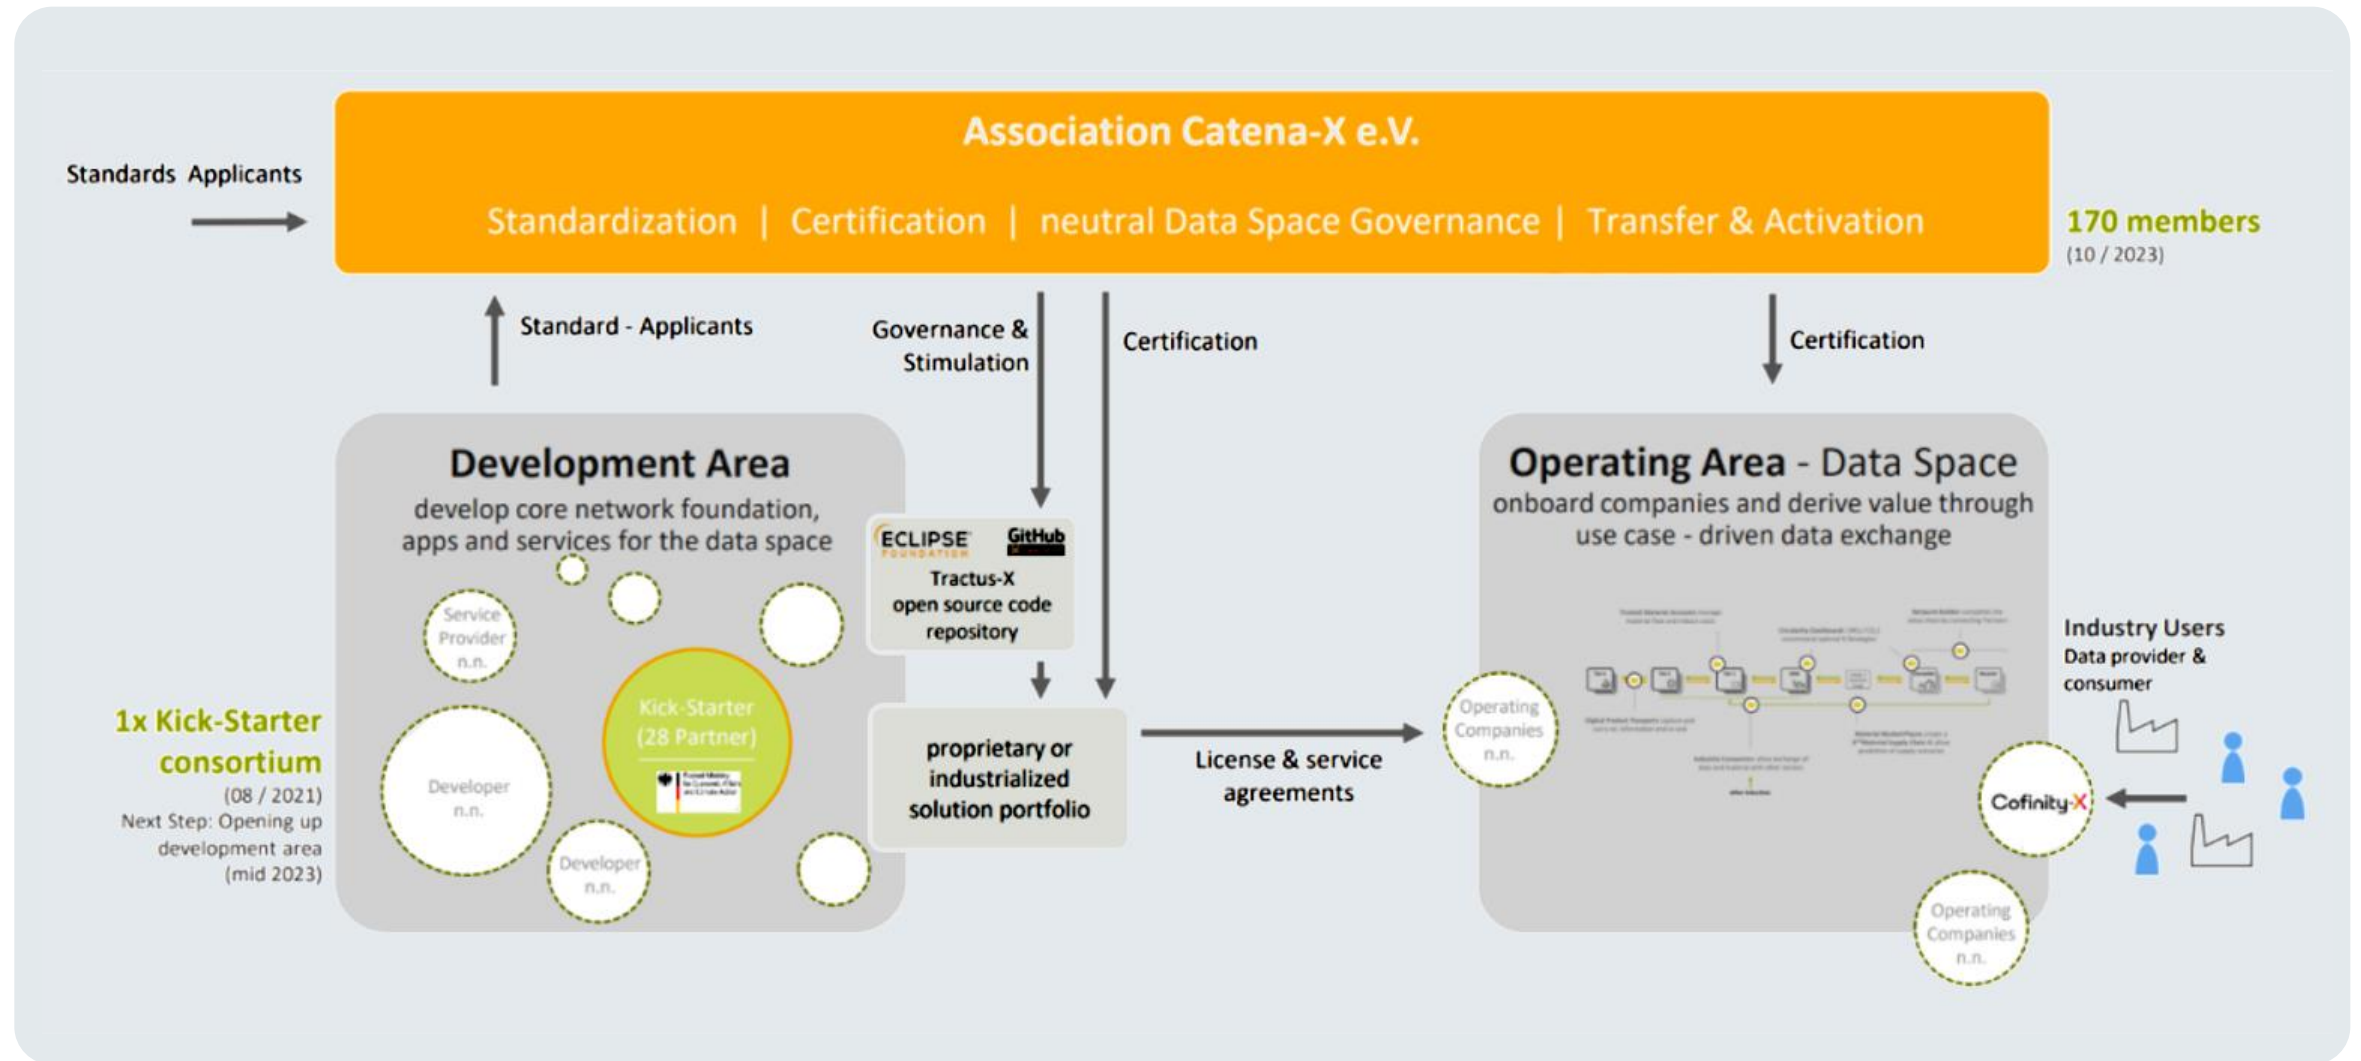 Association Catena-X e.V.
Standardization | Certification | neutral Data Space Governance | Transfer & Activation
Standards Applicants
170 members
(10 / 2023)
Standard - Applicants
Governance &
Stimulation
Certification
Certification
Development Area
develop core network foundation,
apps and services for the data space
Service
Provider
n.n.
Kick-Starter
(28 Partner)
Developer
n.n.
Developer
n.n.
1x Kick-Starter
consortium
(08 / 2021)
Next Step: Opening up
development area
(mid 2023)
ECLIPSE
FOUNDATION
GitHub
Tractus-X
open source code
repository
proprietary or
industrialized
solution portfolio
License & service
agreements
Operating Area - Data Space
onboard companies and derive value through
use case - driven data exchange
Operating
Companies
n.n.
Industry Users
Data provider &
consumer
Cofinity-X
Operating
Companies
n.n.